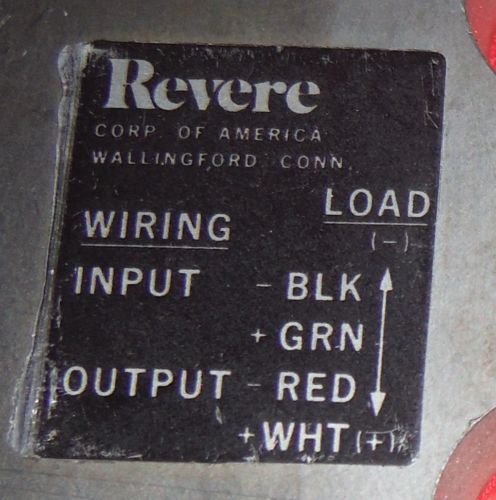 Revere
CORP. OF AMERICA
WALLINGFORD, CONN.
LOAD
WIRING (-)
INPUT - BLK
+ GRN
OUTPUT - RED
+ WHT (+)